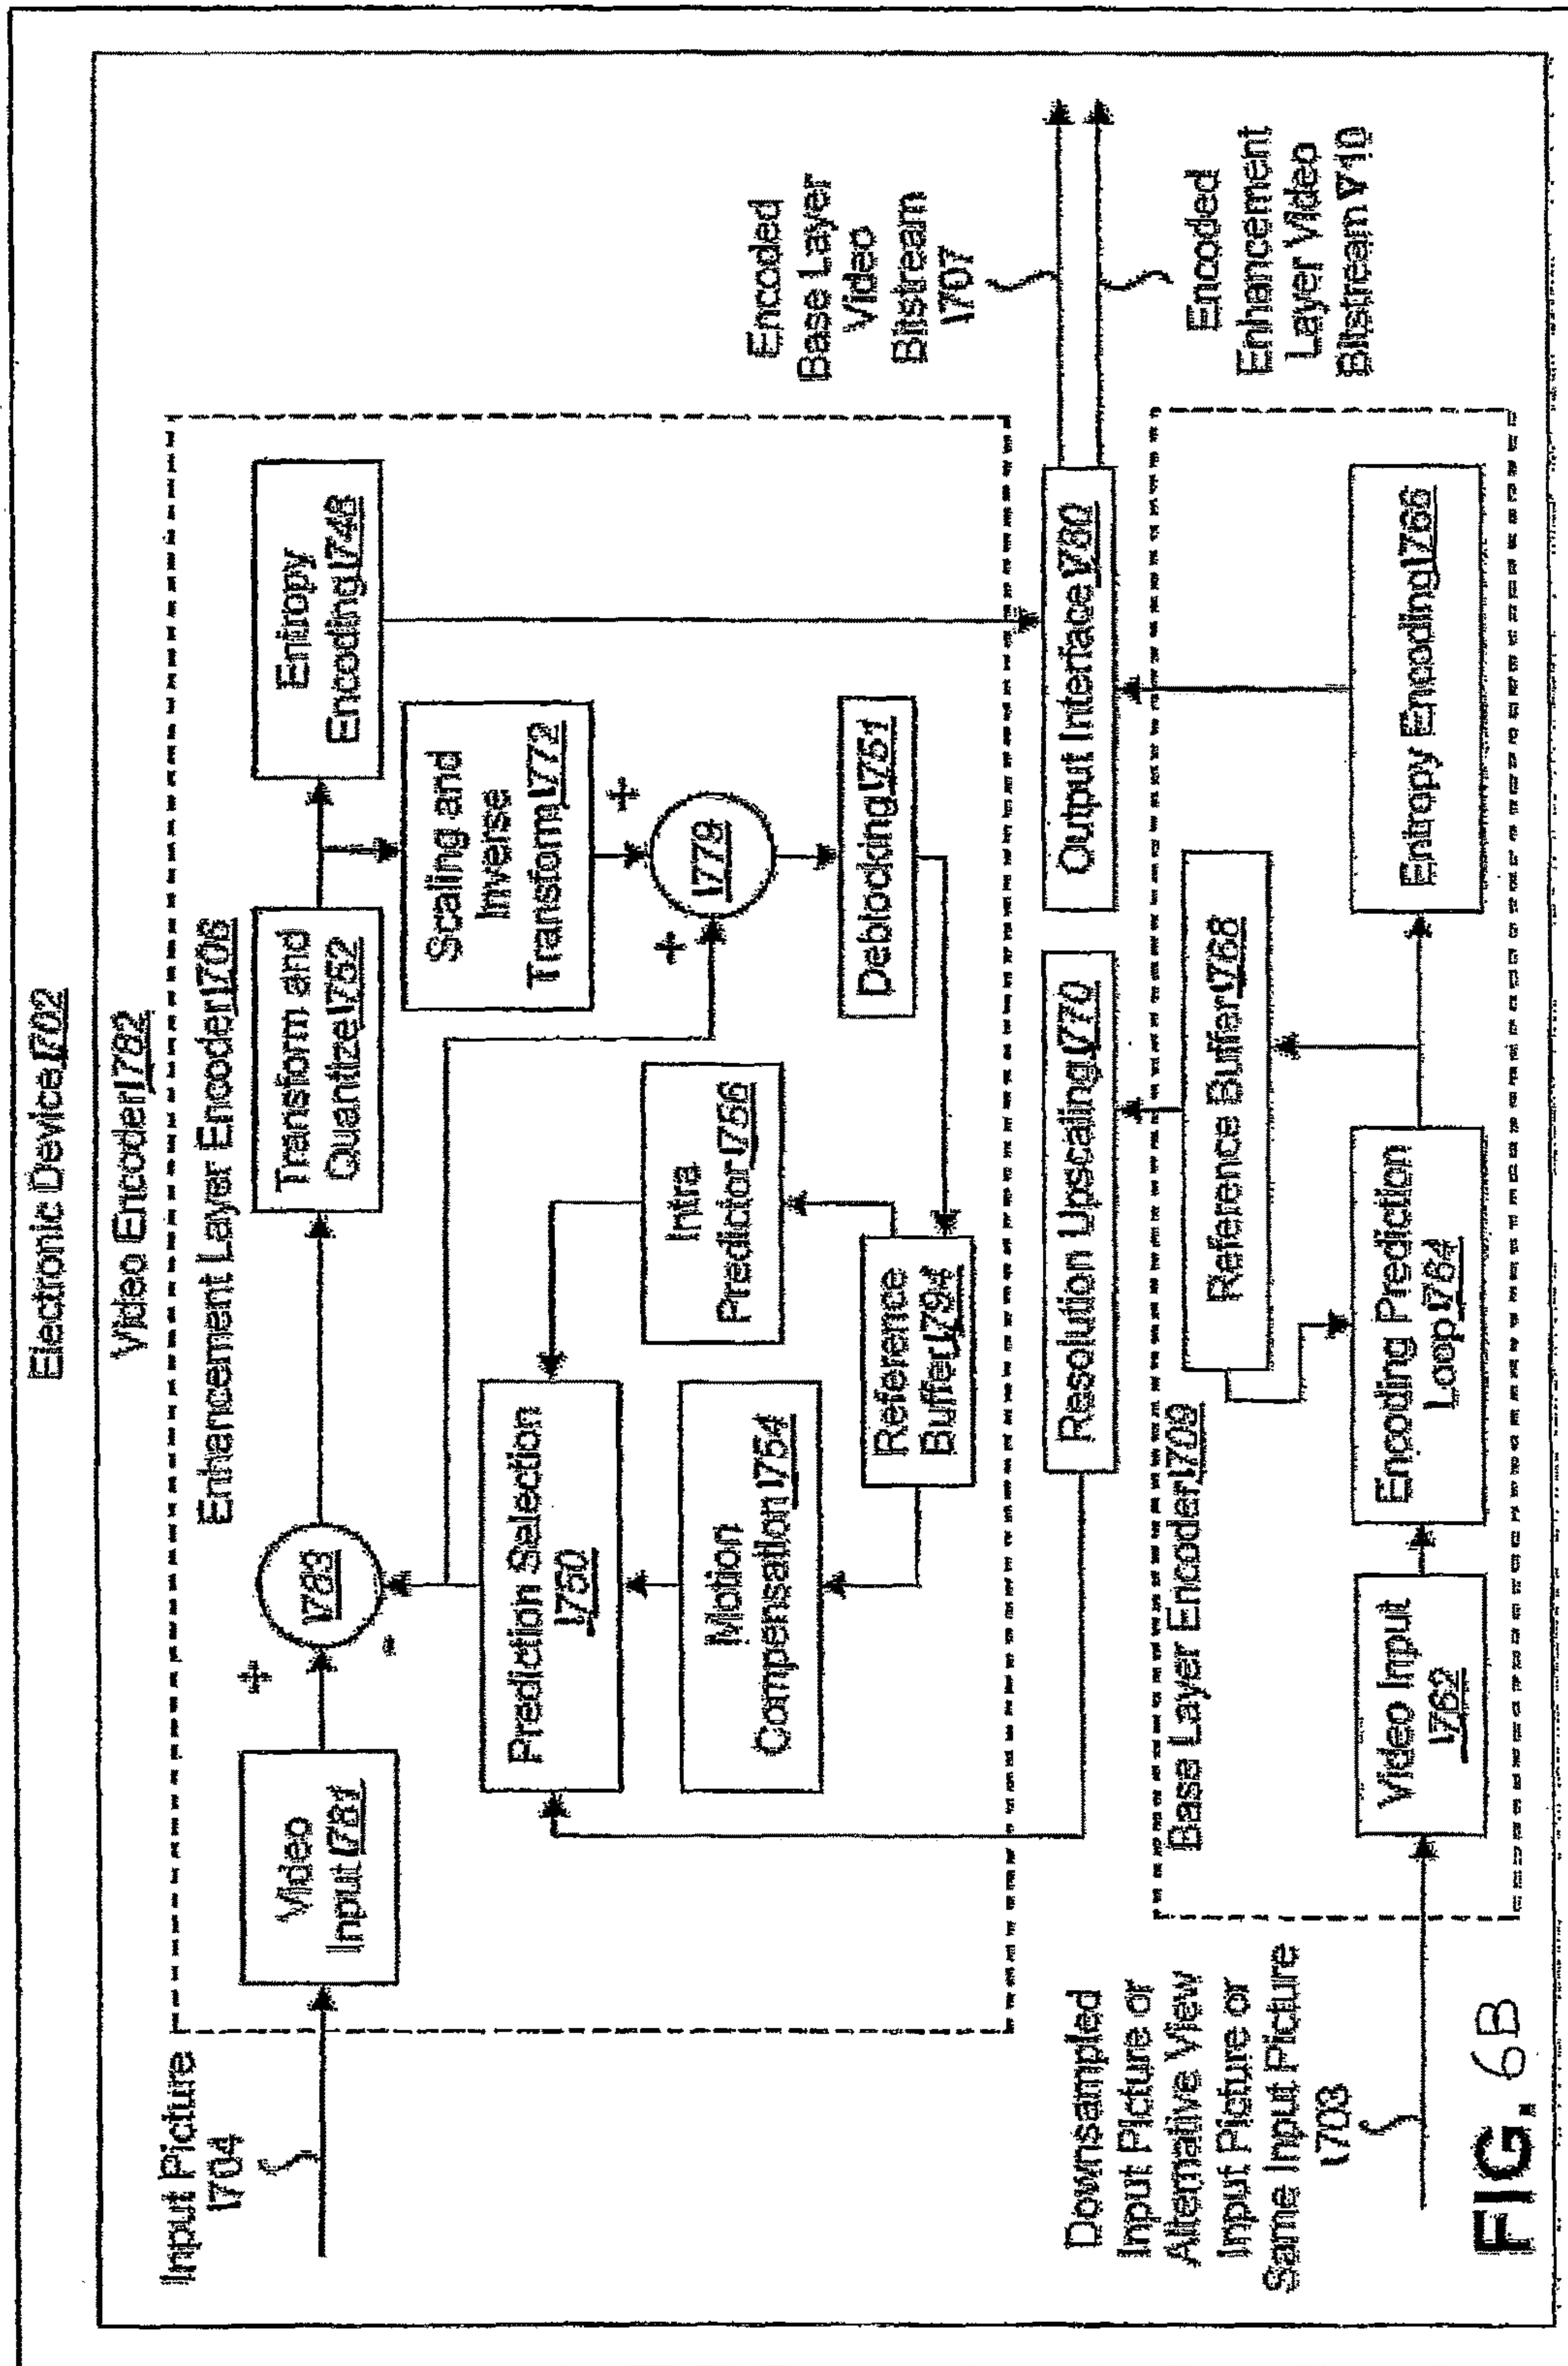 Electronic Device 1702
Video Encoder 1782
Enhancement Layer Encoder 1706
Input Picture
1704
Video
Input 1781
+
-
1783
Transform and
Quantize 1752
Entropy
Encoding 1748
Scaling and
Inverse
Transform 1772
+
+
1779
Deblocking 1751
Prediction Selection
1750
Intra
Predictor 1756
Motion
Compensation 1754
Reference
Buffer 1794
Encoded
Base Layer
Video
Bitstream
1707
Resolution Upscaling 1770
Output Interface 1780
Encoded
Enhancement
Layer Video
Bitstream 1710
Downsampled
Input Picture or
Alternative View
Input Picture or
Same Input Picture
1703
Base Layer Encoder 1709
Reference Buffer 1768
Video Input
1762
Encoding Prediction
Loop 1764
Entropy Encoding 1766
FIG. 6B